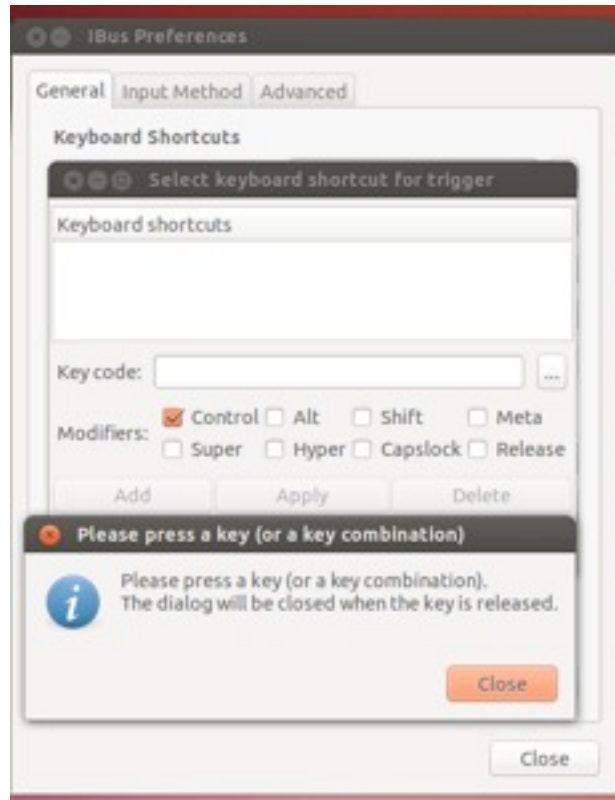 IBus Preferences
General Input Method Advanced
Keyboard Shortcuts
Select keyboard shortcut for trigger
Keyboard shortcuts
Key code: ...
Modifiers: Control Alt Shift Meta
Super Hyper Capslock Release
Add Apply Delete
Please press a key (or a key combination)
Please press a key (or a key combination).
The dialog will be closed when the key is released.
Close
Close